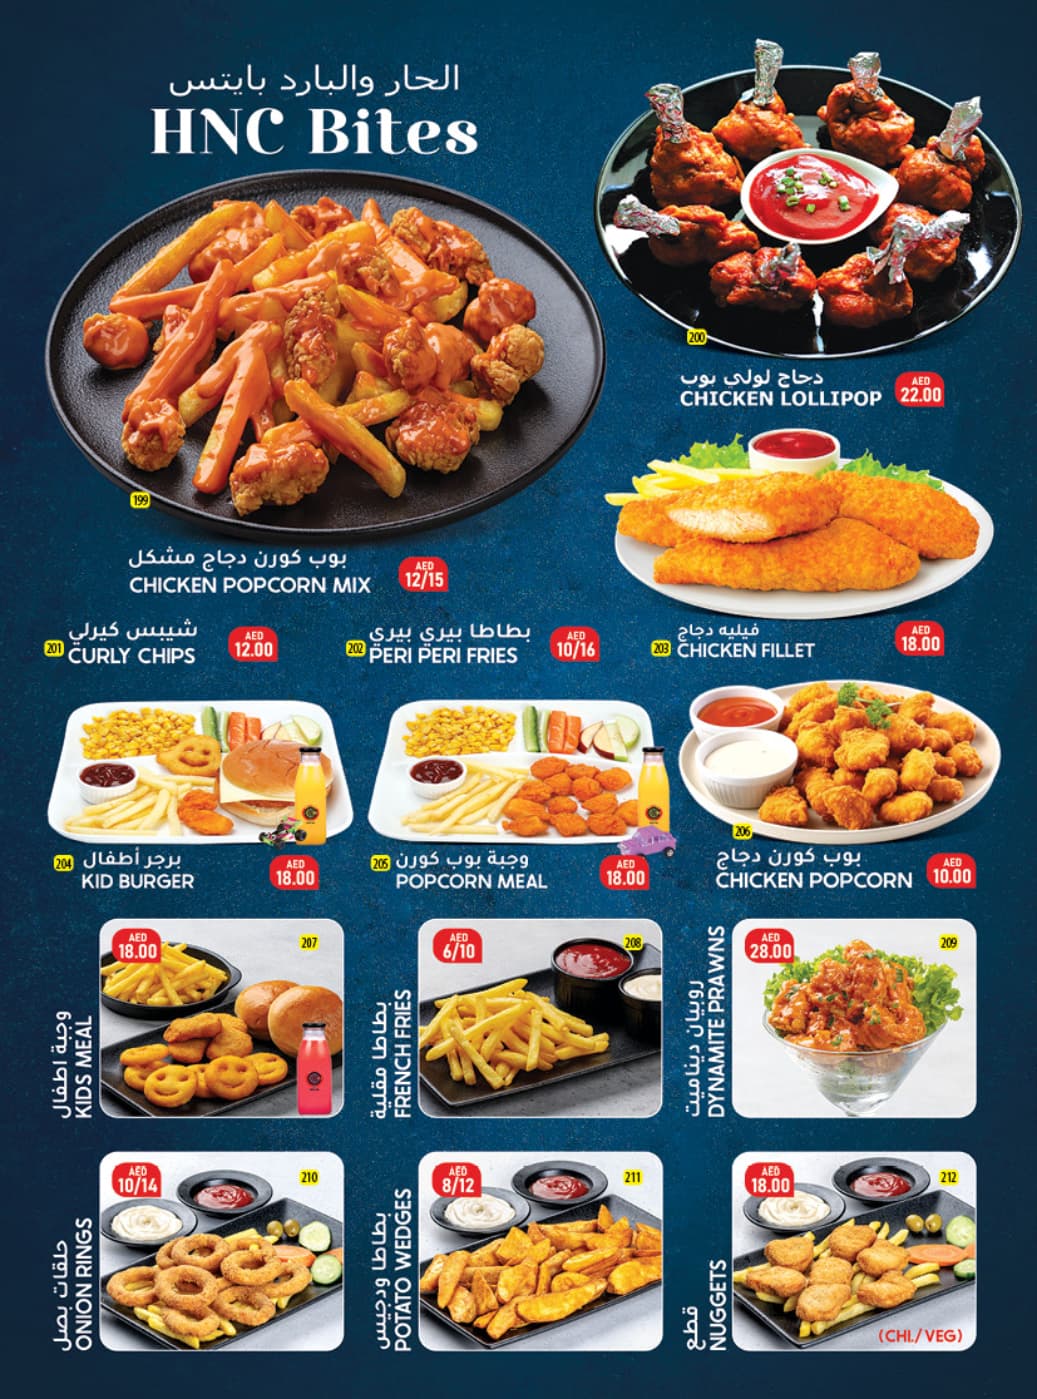 الحار والبارد بايتس
HNC Bites
200
دجاج لولي بوب
CHICKEN LOLLIPOP
AED
22.00
199
بوب كورن دجاج مشكل
CHICKEN POPCORN MIX
AED
12/15
201
شيبس كيرلي
CURLY CHIPS
AED
12.00
202
بطاطا بيري بيري
PERI PERI FRIES
AED
10/16
203
فيليه دجاج
CHICKEN FILLET
AED
18.00
204
برجر أطفال
KID BURGER
AED
18.00
205
وجبة بوب كورن
POPCORN MEAL
AED
18.00
206
بوب كورن دجاج
CHICKEN POPCORN
AED
10.00
AED
18.00
207
وجبة اطفال
KIDS MEAL
AED
6/10
208
بطاطا مقلية
FRENCH FRIES
AED
28.00
209
روبيان ديناميت
DYNAMITE PRAWNS
AED
10/14
210
حلقات بصل
ONION RINGS
AED
8/12
211
بطاطا ودجيس
POTATO WEDGES
AED
18.00
212
قطع
NUGGETS
(CHI./VEG)